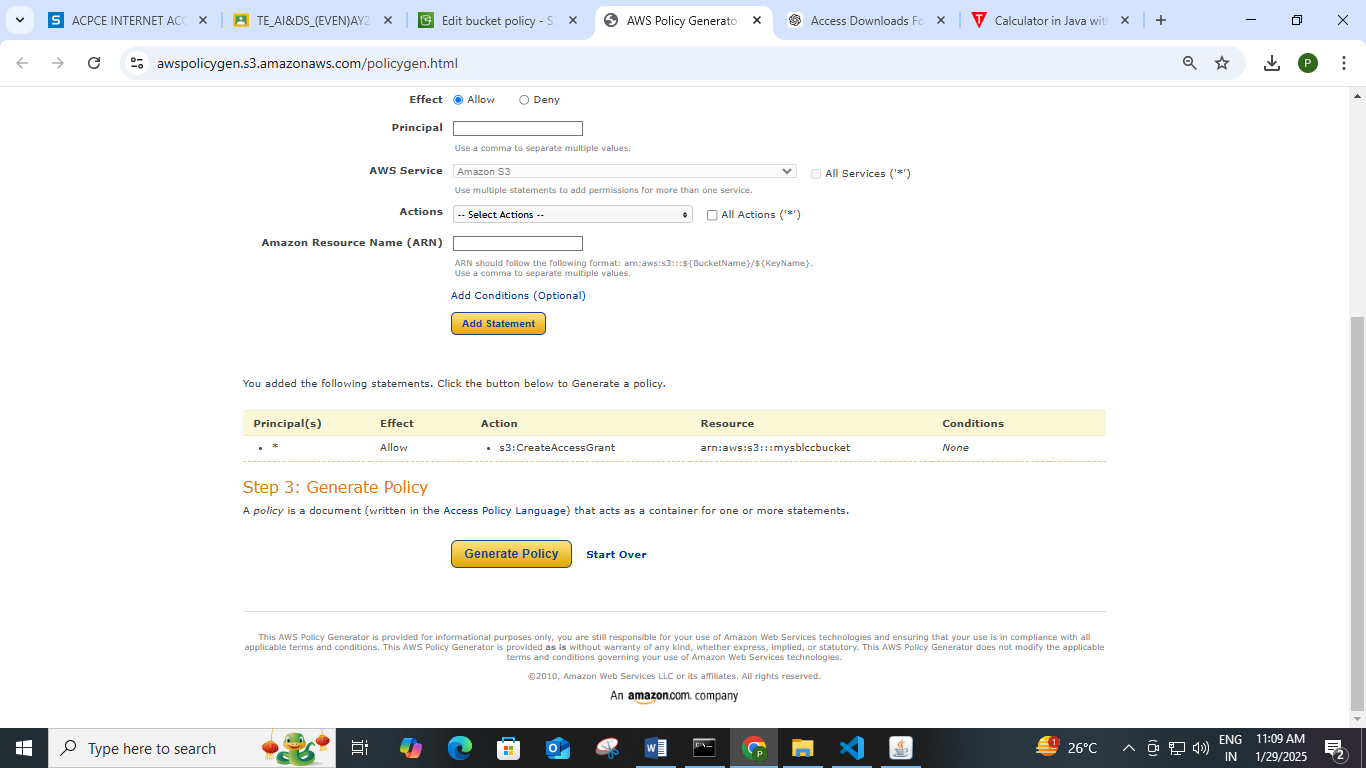 ACPCE INTERNET ACC
TE_AI&DS_(EVEN)AY2
Edit bucket policy - S
AWS Policy Generato
Access Downloads Fo
Calculator in Java wit
awspolicygen.s3.amazonaws.com/policygen.html
P
Effect Allow Deny
Principal
Use a comma to separate multiple values.
AWS Service Amazon S3 All Services ('*')
Use multiple statements to add permissions for more than one service.
Actions -- Select Actions -- All Actions ('*')
Amazon Resource Name (ARN)
ARN should follow the following format: arn:aws:s3:::${BucketName}/${KeyName}.
Use a comma to separate multiple values.
Add Conditions (Optional)
Add Statement
You added the following statements. Click the button below to Generate a policy.
Principal(s) Effect Action Resource Conditions
• * Allow • s3:CreateAccessGrant arn:aws:s3:::mysblccbucket None
Step 3: Generate Policy
A policy is a document (written in the Access Policy Language) that acts as a container for one or more statements.
Generate Policy Start Over
This AWS Policy Generator is provided for informational purposes only, you are still responsible for your use of Amazon Web Services technologies and ensuring that your use is in compliance with all
applicable terms and conditions. This AWS Policy Generator is provided as is without warranty of any kind, whether express, implied, or statutory. This AWS Policy Generator does not modify the applicable
terms and conditions governing your use of Amazon Web Services technologies.
©2010, Amazon Web Services LLC or its affiliates. All rights reserved.
An amazon.com. company
Type here to search
1
26°C
ENG
IN
11:09 AM
1/29/2025
2